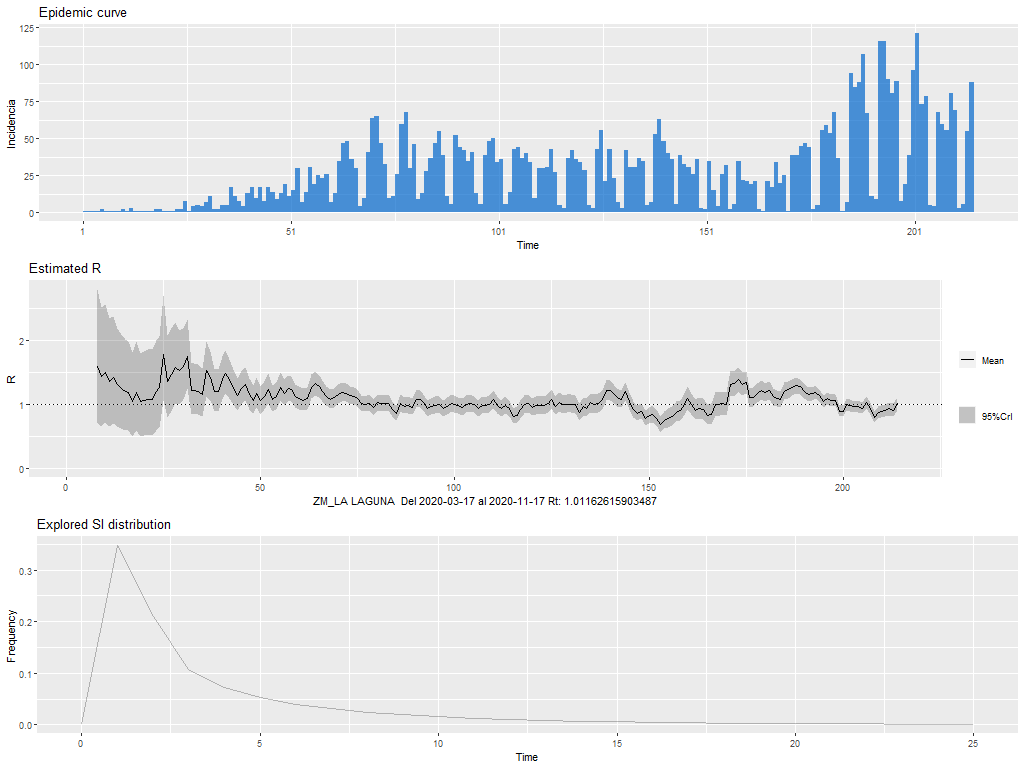 Epidemic curve
125
100
75
50
25
0
Incidencia
1 51 101 151 201
Time
Estimated R
2
1
0
R
Mean
95%CrI
0 50 100 150 200
ZM_LA LAGUNA Del 2020-03-17 al 2020-11-17 Rt: 1.01162615903487
Explored SI distribution
0.3
0.2
0.1
0.0
Frequency
0 5 10 15 20 25
Time